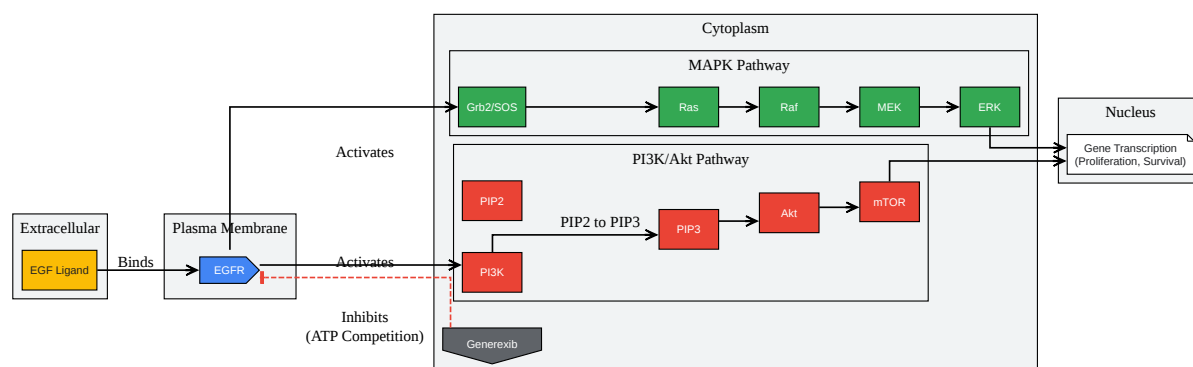 Cytoplasm
MAPK Pathway
Grb2/SOS
Ras
Raf
MEK
ERK
Nucleus
Gene Transcription
(Proliferation, Survival)
Activates
PI3K/Akt Pathway
PIP2
PIP2 to PIP3
PIP3
Akt
mTOR
Extracellular
EGF Ligand
Binds
Plasma Membrane
EGFR
Activates
PI3K
Inhibits
(ATP Competition)
Generexib